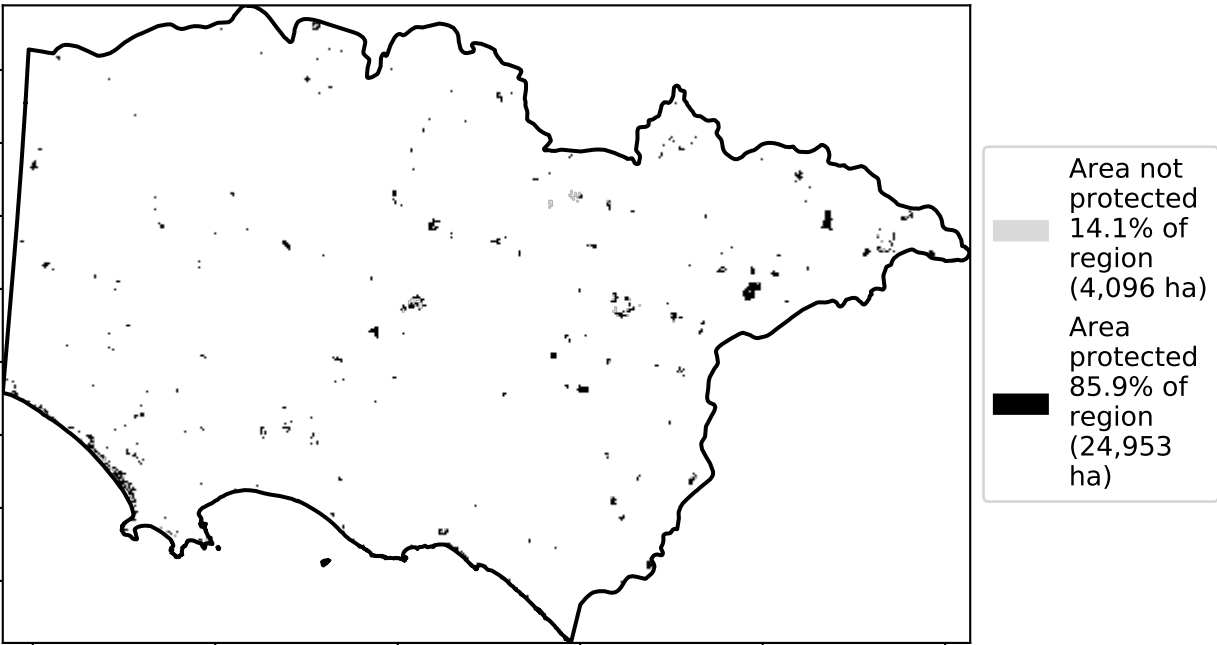 Area not
protected
14.1% of
region
(4,096 ha)
Area
protected
85.9% of
region
(24,953
ha)